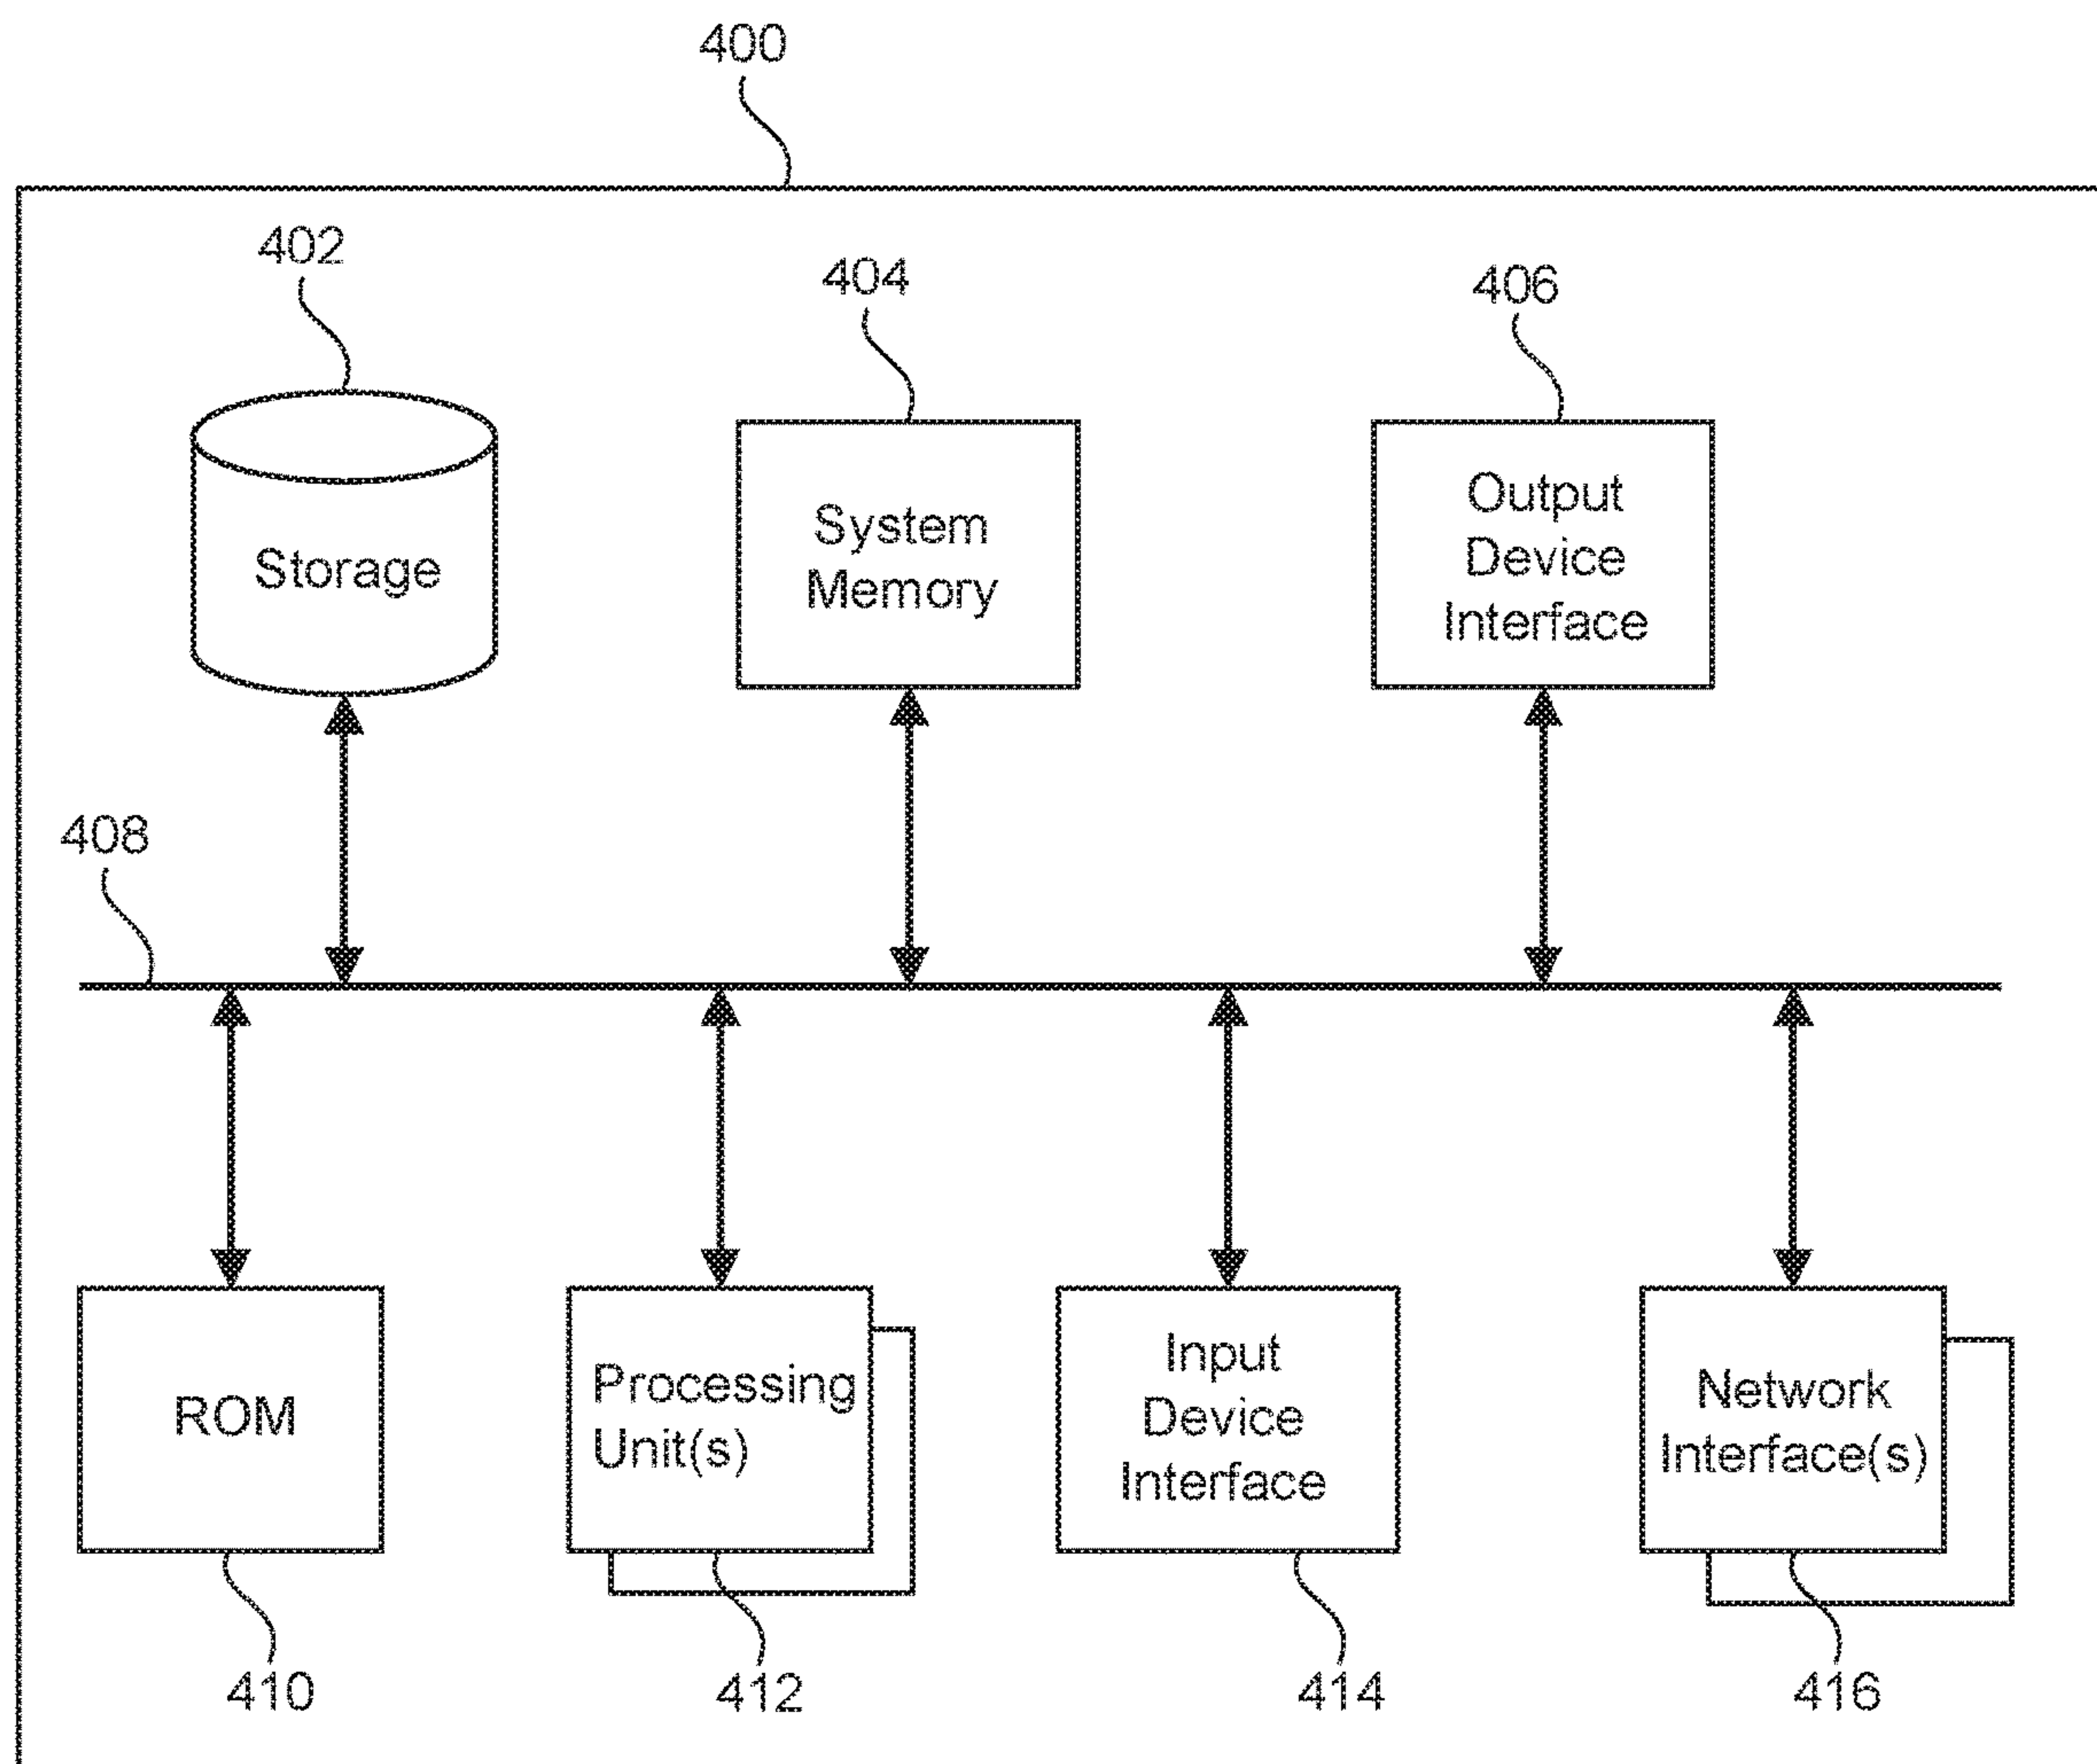 400
402
404
406
Storage
System
Memory
Output
Device
Interface
408
ROM
Processing
Unit(s)
Input
Device
Interface
Network
Interface(s)
410
412
414
416